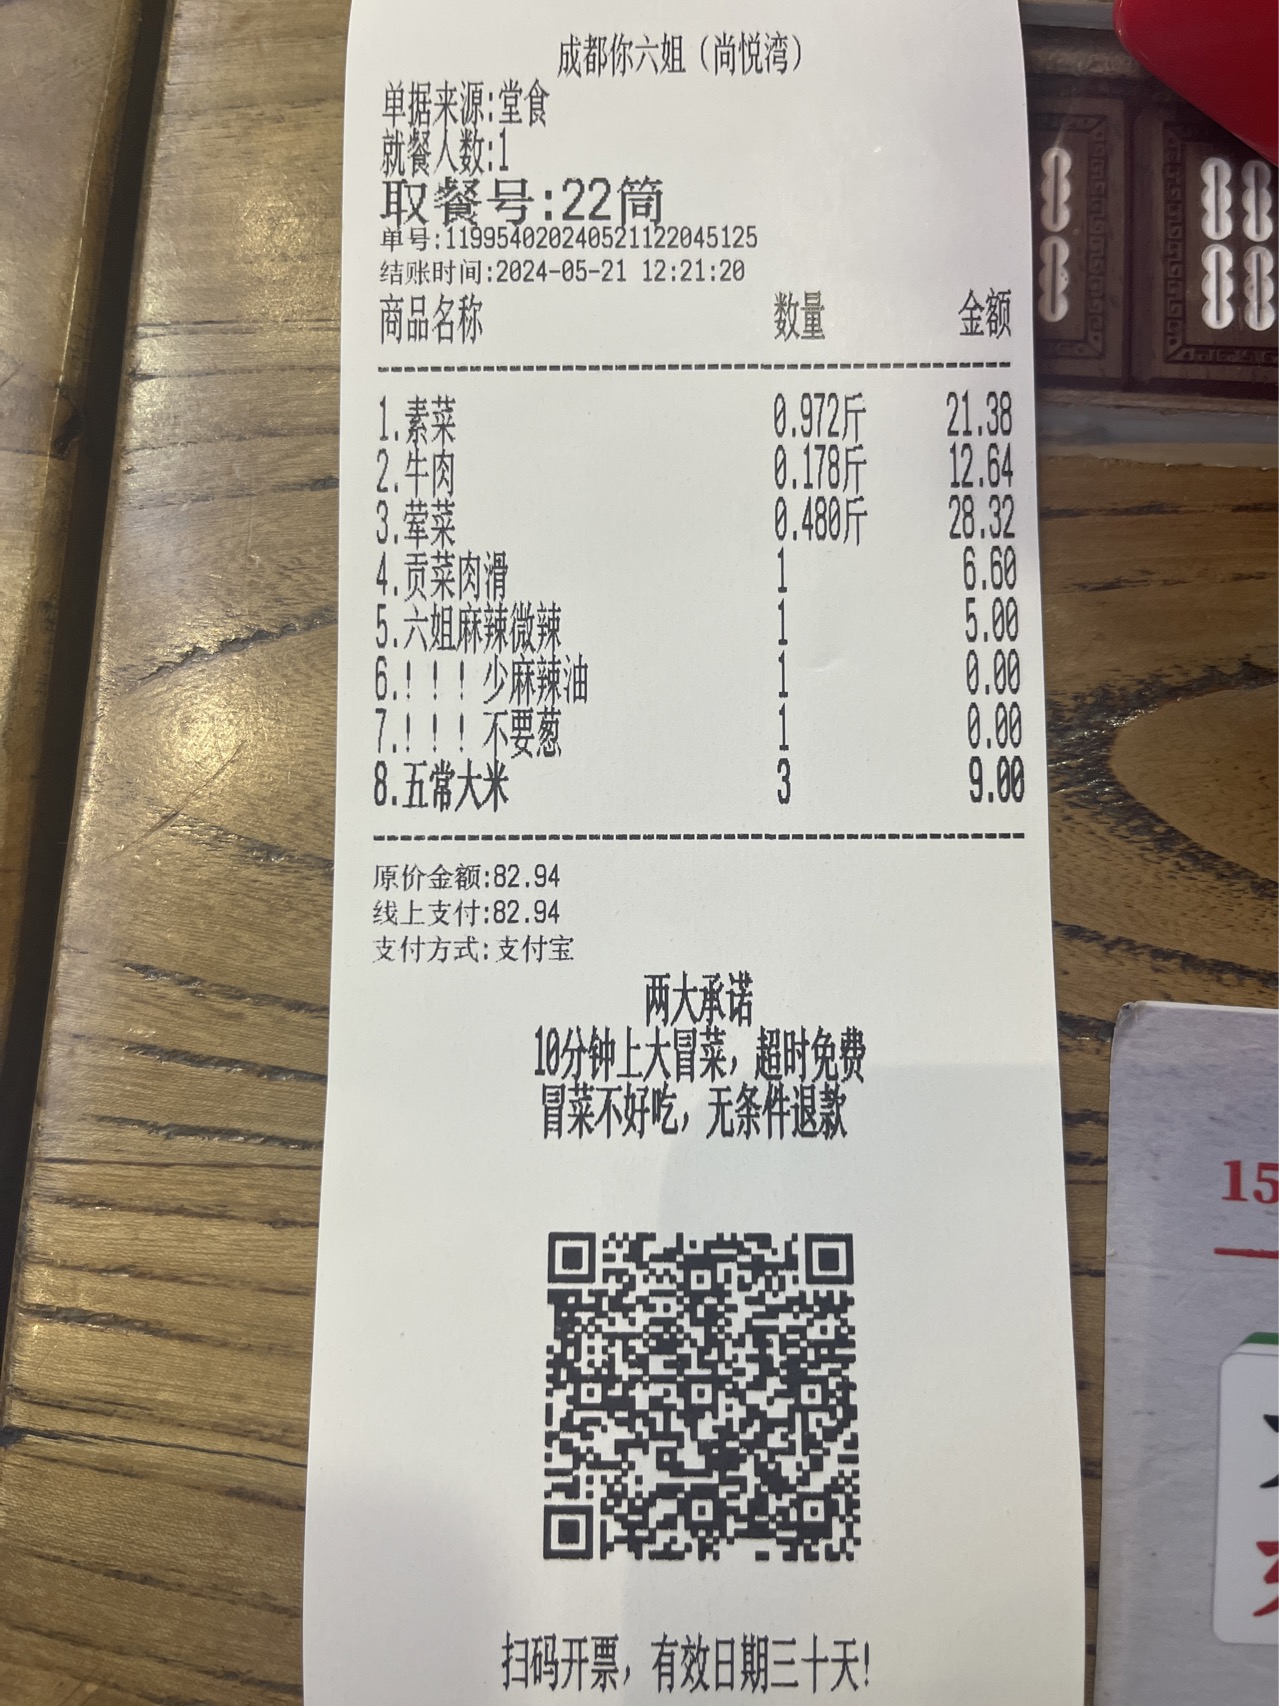 成都你六姐（尚悦湾）
单据来源:堂食
就餐人数:1
取餐号:22筒
单号:119954020240521122045125
结账时间:2024-05-21 12:21:20
商品名称 数量 金额
1.素菜 0.972斤 21.38
2.牛肉 0.178斤 12.64
3.荤菜 0.480斤 28.32
4.贡菜肉滑 1 6.60
5.六姐麻辣微辣 1 5.00
6.！！！少麻辣油 1 0.00
7.！！！不要葱 1 0.00
8.五常大米 3 9.00
原价金额:82.94
线上支付:82.94
支付方式:支付宝
两大承诺
10分钟上大冒菜，超时免费
冒菜不好吃，无条件退款
扫码开票，有效日期三十天!
15